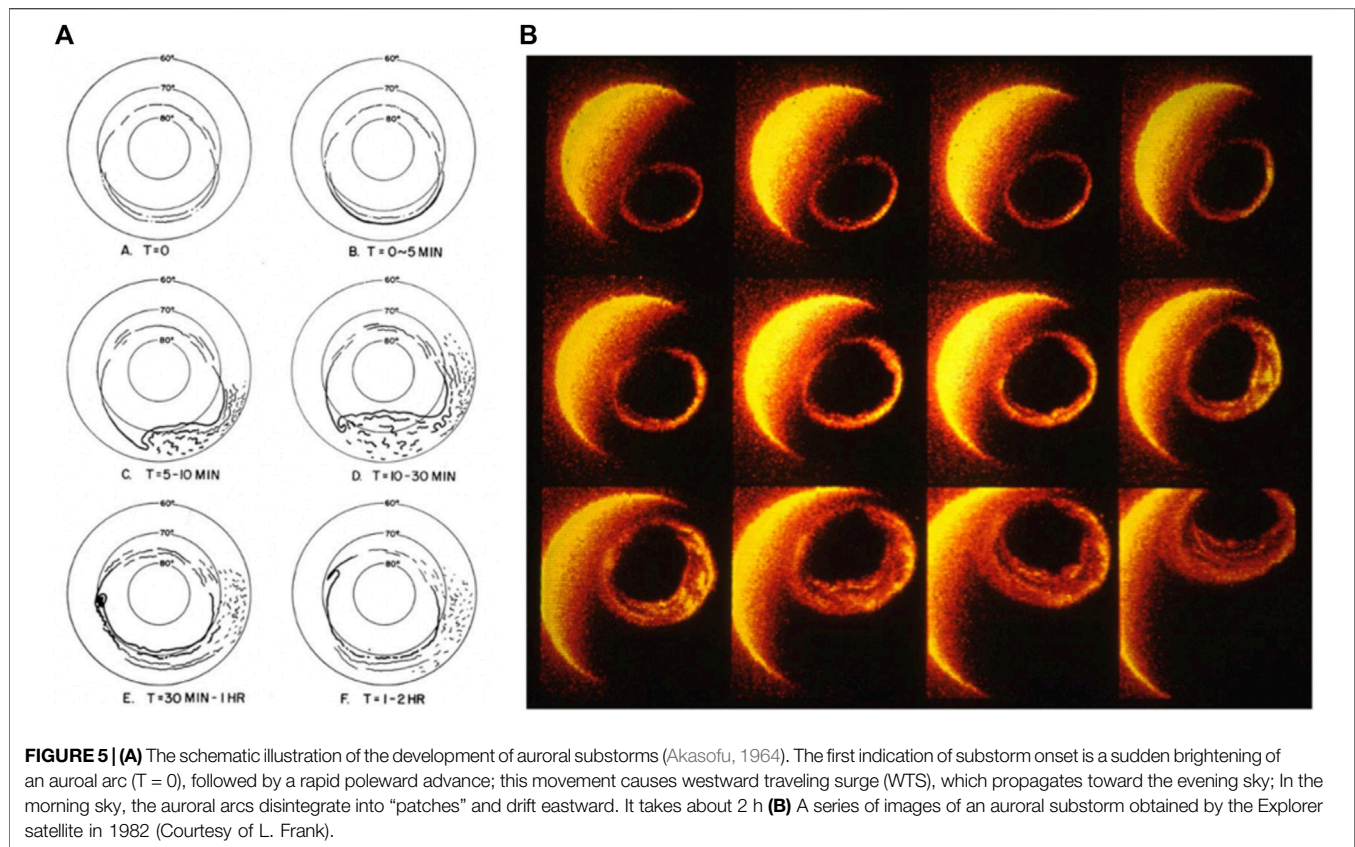 A
B
60°
70°
80°
A. T=0
60°
70°
80°
B. T=0~5 MIN
60°
70°
80°
C. T=5-10 MIN
60°
70°
80°
D. T=10-30 MIN
60°
70°
80°
E. T=30 MIN-1 HR
60°
70°
80°
F. T=1-2 HR
FIGURE 5 | (A) The schematic illustration of the development of auroral substorms (Akasofu, 1964). The first indication of substorm onset is a sudden brightening of
an auroal arc (T = 0), followed by a rapid poleward advance; this movement causes westward traveling surge (WTS), which propagates toward the evening sky; In the
morning sky, the auroral arcs disintegrate into “patches” and drift eastward. It takes about 2 h (B) A series of images of an auroral substorm obtained by the Explorer
satellite in 1982 (Courtesy of L. Frank).